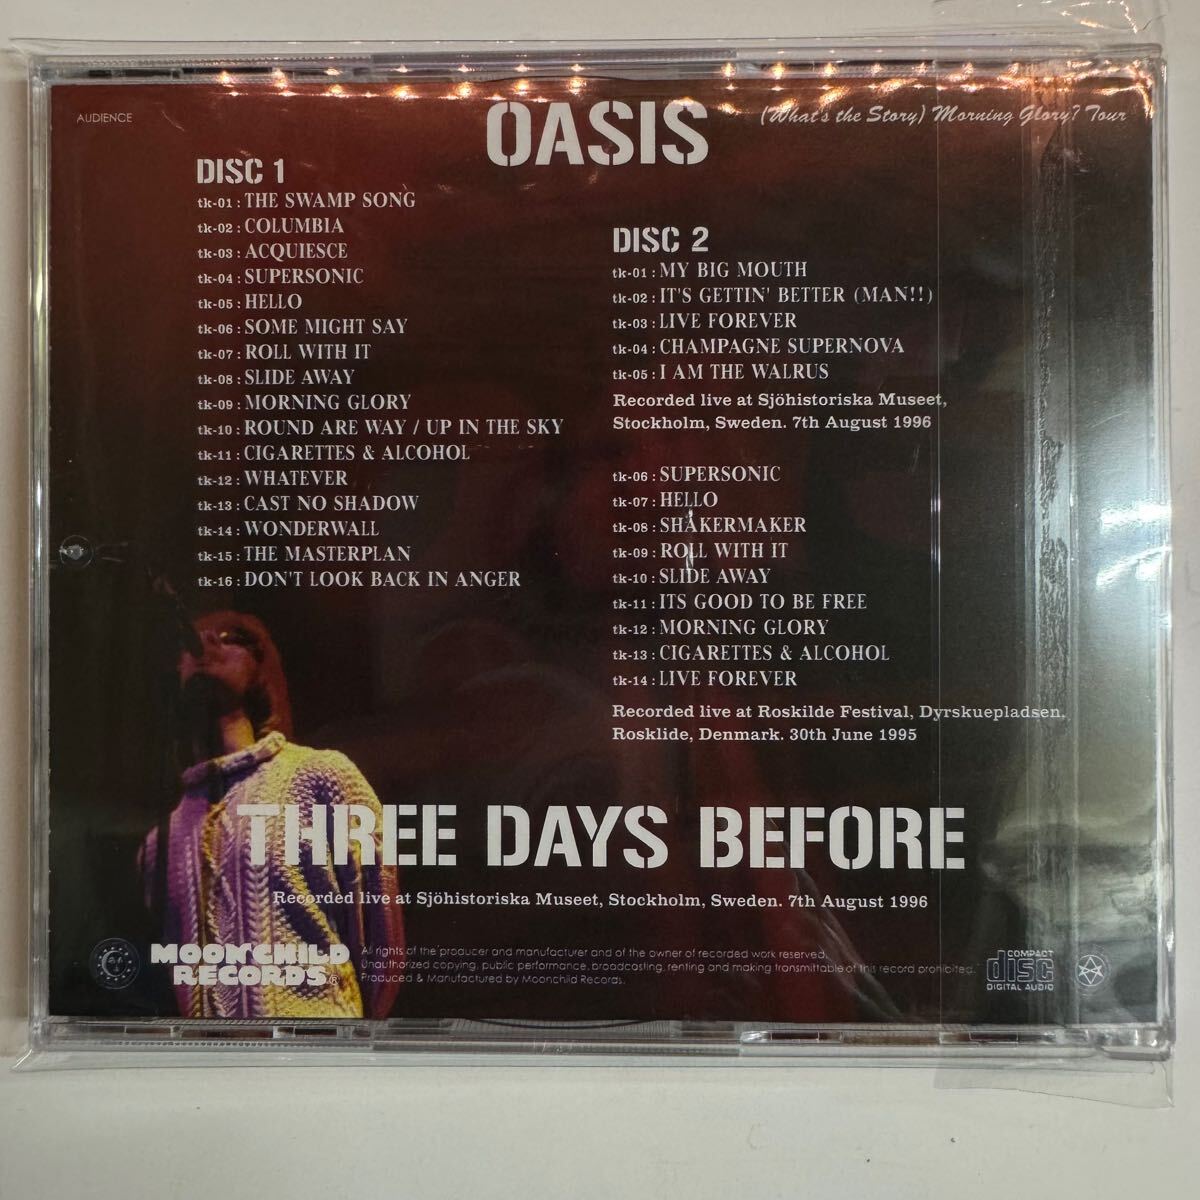 AUDIENCE
OASIS
(What's the Story) Morning Glory? Tour
DISC 1
tk-01 : THE SWAMP SONG
tk-02 : COLUMBIA
tk-03 : ACQUIESCE
tk-04 : SUPERSONIC
tk-05 : HELLO
tk-06 : SOME MIGHT SAY
tk-07 : ROLL WITH IT
tk-08 : SLIDE AWAY
tk-09 : MORNING GLORY
tk-10 : ROUND ARE WAY / UP IN THE SKY
tk-11 : CIGARETTES & ALCOHOL
tk-12 : WHATEVER
tk-13 : CAST NO SHADOW
tk-14 : WONDERWALL
tk-15 : THE MASTERPLAN
tk-16 : DON'T LOOK BACK IN ANGER
DISC 2
tk-01 : MY BIG MOUTH
tk-02 : IT'S GETTIN' BETTER (MAN!!)
tk-03 : LIVE FOREVER
tk-04 : CHAMPAGNE SUPERNOVA
tk-05 : I AM THE WALRUS
Recorded live at Sjöhistoriska Museet,
Stockholm, Sweden. 7th August 1996
tk-06 : SUPERSONIC
tk-07 : HELLO
tk-08 : SHAKERMAKER
tk-09 : ROLL WITH IT
tk-10 : SLIDE AWAY
tk-11 : ITS GOOD TO BE FREE
tk-12 : MORNING GLORY
tk-13 : CIGARETTES & ALCOHOL
tk-14 : LIVE FOREVER
Recorded live at Roskilde Festival, Dyrskuepladsen,
Rosklide, Denmark. 30th June 1995
THREE DAYS BEFORE
Recorded live at Sjöhistoriska Museet, Stockholm, Sweden. 7th August 1996
MOONCHILD
RECORDS®
All rights of the producer and manufacturer and of the owner of recorded work reserved.
Unauthorized copying, public performance, broadcasting, renting and making transmittable of this record prohibited.
Produced & Manufactured by Moonchild Records.
COMPACT
disc
DIGITAL AUDIO